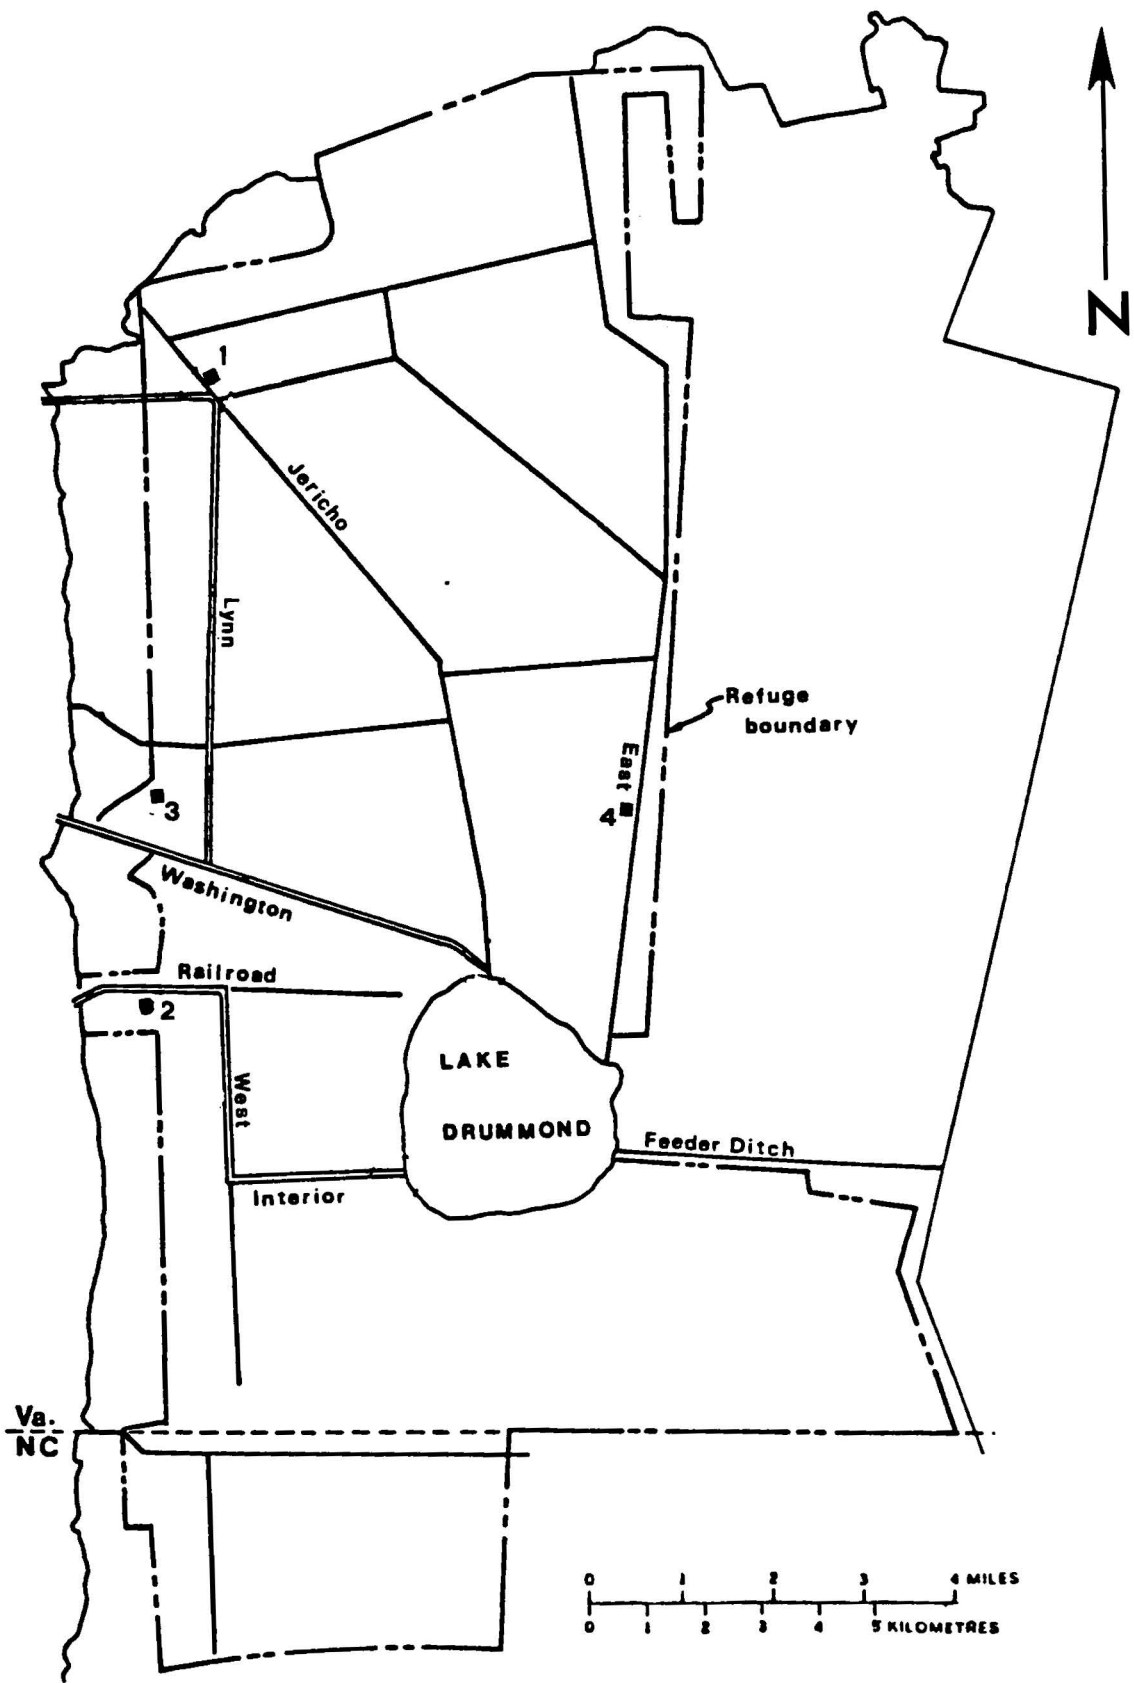 N
1
Jericho
Lynn
Refuge
boundary
East
3
4
Washington
Railroad
2
LAKE
DRUMMOND
West
Feeder Ditch
Interior
Va.
NC
0 1 2 3 4 MILES
0 1 2 3 4 5 KILOMETRES